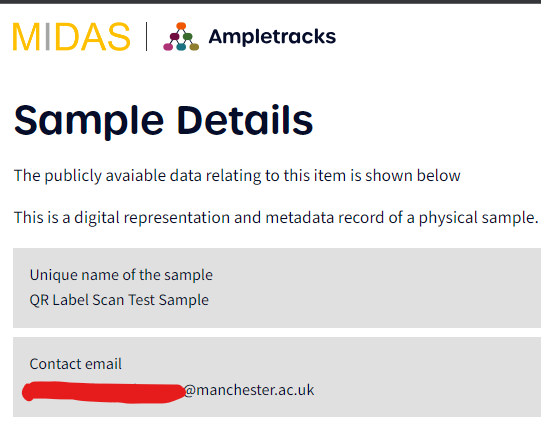 MIDAS | Ampletracks
Sample Details
The publicly avaiable data relating to this item is shown below
This is a digital representation and metadata record of a physical sample.
Unique name of the sample
QR Label Scan Test Sample
Contact email
@manchester.ac.uk